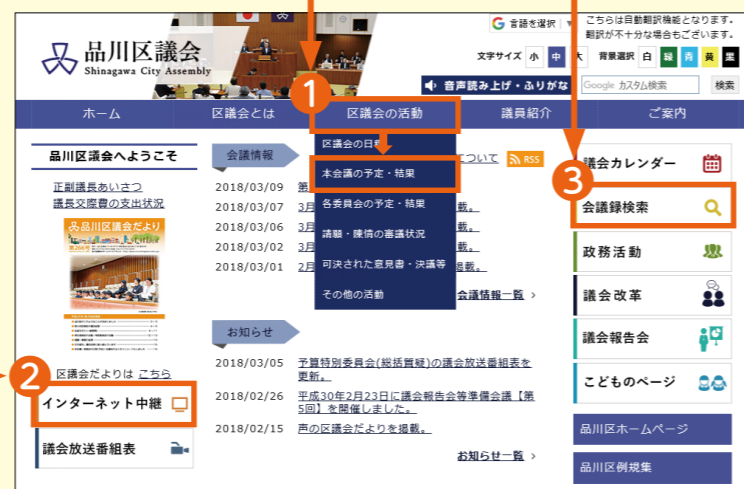 品川区議会
Shinagawa City Assembly
G 言語を選択
こちらは自動翻訳機能となります。
翻訳が不十分な場合もございます。
文字サイズ 小 中 大 背景選択 白 緑 青 黄 黒
音声読み上げ・ふりがな
Google カスタム検索 検索
ホーム 区議会とは 区議会の活動 議員紹介 ご案内
1
区議会の日程
本会議の予定・結果
各委員会の予定・結果
請願・陳情の審議状況
可決された意見書・決議等
その他の活動
品川区議会へようこそ
正副議長あいさつ
議長交際費の支出状況
品川区議会だより
区議会だよりは こちら
2
インターネット中継
議会放送番組表
会議情報
について RSS
2018/03/09 第
2018/03/07 3月 載。
2018/03/06 3月 載。
2018/03/02 3月 載。
2018/03/01 2月 掲載。
会議情報一覧 ›
お知らせ
2018/03/05 予算特別委員会(総括質疑)の議会放送番組表を
更新。
2018/02/26 平成30年2月23日に議会報告会等準備会議【第
5回】を開催しました。
2018/02/15 声の区議会だよりを掲載。
お知らせ一覧 ›
議会カレンダー
3
会議録検索
政務活動
議会改革
議会報告会
こどものページ
品川区ホームページ
品川区例規集